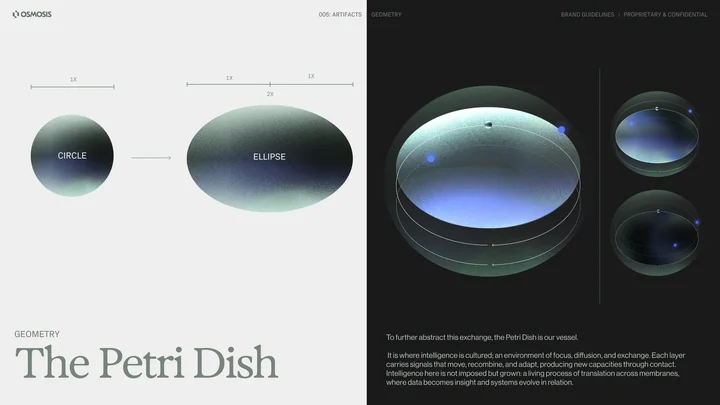 OSMOSIS
005: ARTIFACTS
GEOMETRY
BRAND GUIDELINES
PROPRIETARY & CONFIDENTIAL
1X
1X
1X
2X
CIRCLE
ELLIPSE
GEOMETRY
The Petri Dish
To further abstract this exchange, the Petri Dish is our vessel.
It is where intelligence is cultured; an environment of focus, diffusion, and exchange. Each layer
carries signals that move, recombine, and adapt, producing new capacities through contact.
Intelligence here is not imposed but grown: a living process of translation across membranes,
where data becomes insight and systems evolve in relation.